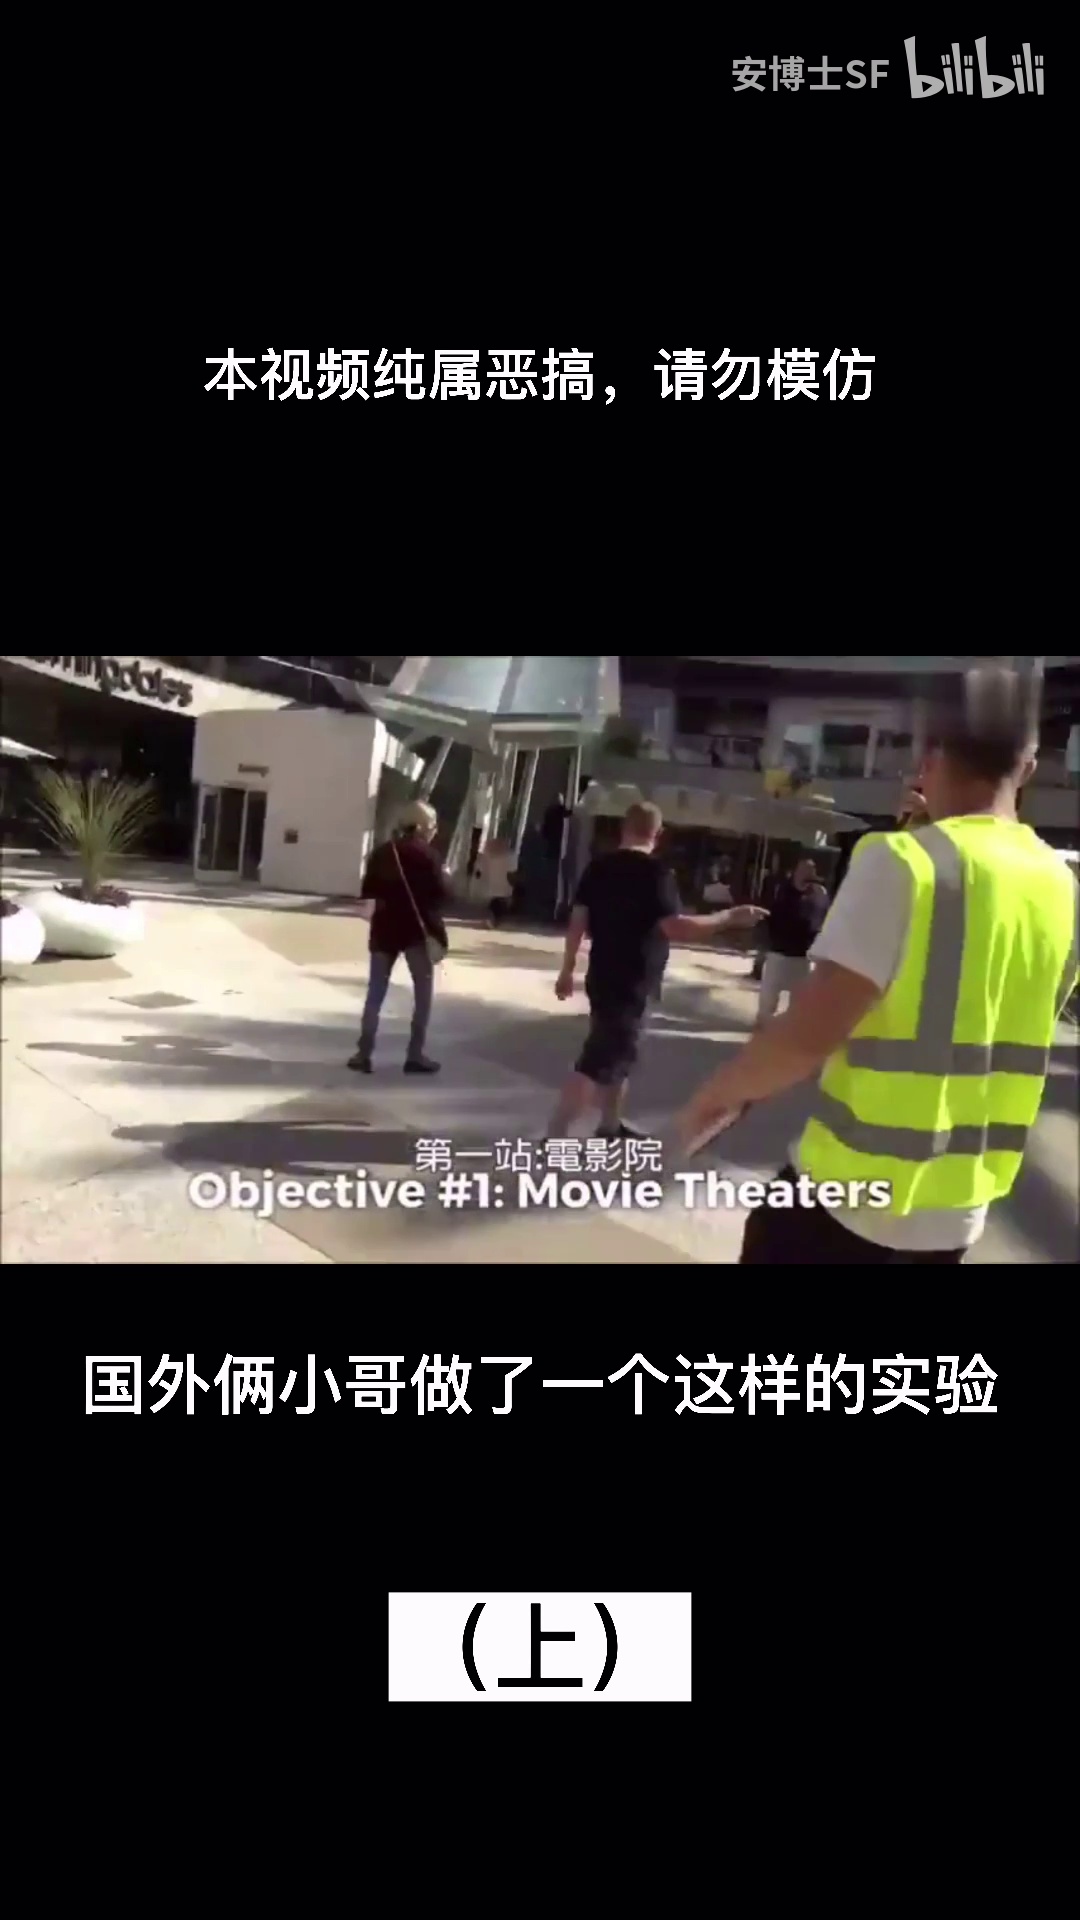 安博士SF bilibili
本视频纯属恶搞，请勿模仿
mingdale's
第一站:電影院
Objective #1: Movie Theaters
国外俩小哥做了一个这样的实验
（上）